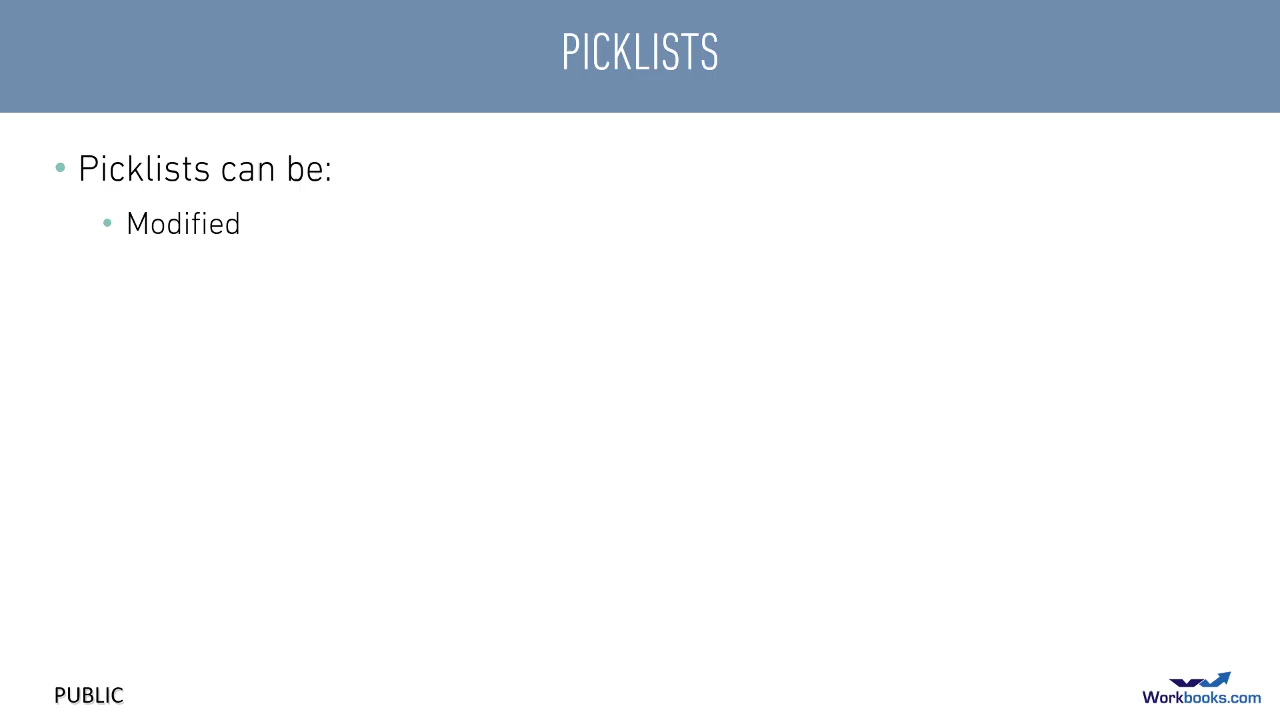 PICKLISTS
• Picklists can be:
• Modified
PUBLIC
Workbooks.com